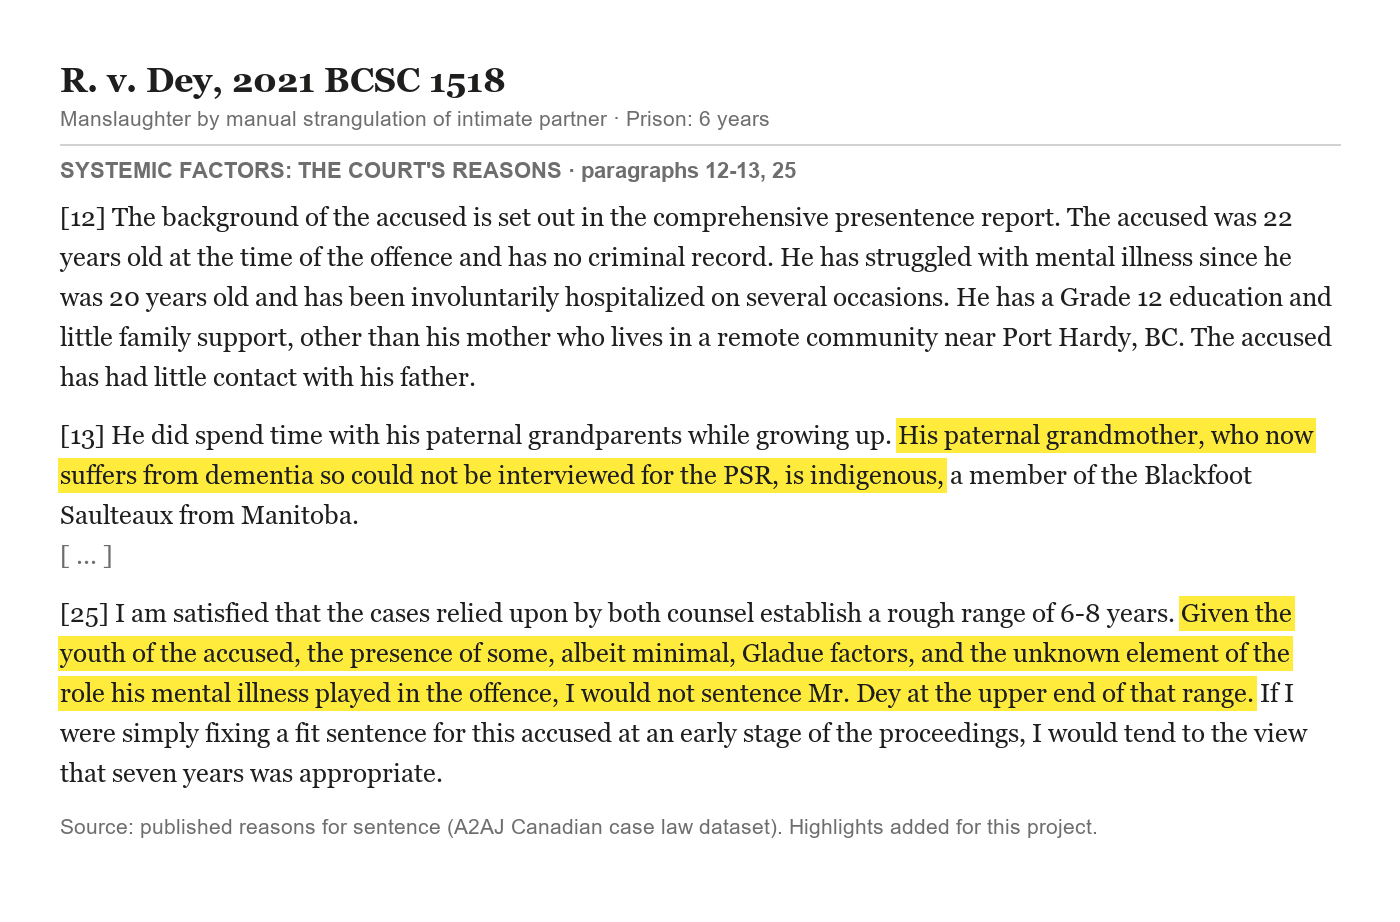 R. v. Dey, 2021 BCSC 1518
Manslaughter by manual strangulation of intimate partner · Prison: 6 years
SYSTEMIC FACTORS: THE COURT'S REASONS · paragraphs 12-13, 25
[12] The background of the accused is set out in the comprehensive presentence report. The accused was 22
years old at the time of the offence and has no criminal record. He has struggled with mental illness since he
was 20 years old and has been involuntarily hospitalized on several occasions. He has a Grade 12 education and
little family support, other than his mother who lives in a remote community near Port Hardy, BC. The accused
has had little contact with his father.
[13] He did spend time with his paternal grandparents while growing up. His paternal grandmother, who now
suffers from dementia so could not be interviewed for the PSR, is indigenous, a member of the Blackfoot
Saulteaux from Manitoba.
[ ... ]
[25] I am satisfied that the cases relied upon by both counsel establish a rough range of 6-8 years. Given the
youth of the accused, the presence of some, albeit minimal, Gladue factors, and the unknown element of the
role his mental illness played in the offence, I would not sentence Mr. Dey at the upper end of that range. If I
were simply fixing a fit sentence for this accused at an early stage of the proceedings, I would tend to the view
that seven years was appropriate.
Source: published reasons for sentence (A2AJ Canadian case law dataset). Highlights added for this project.